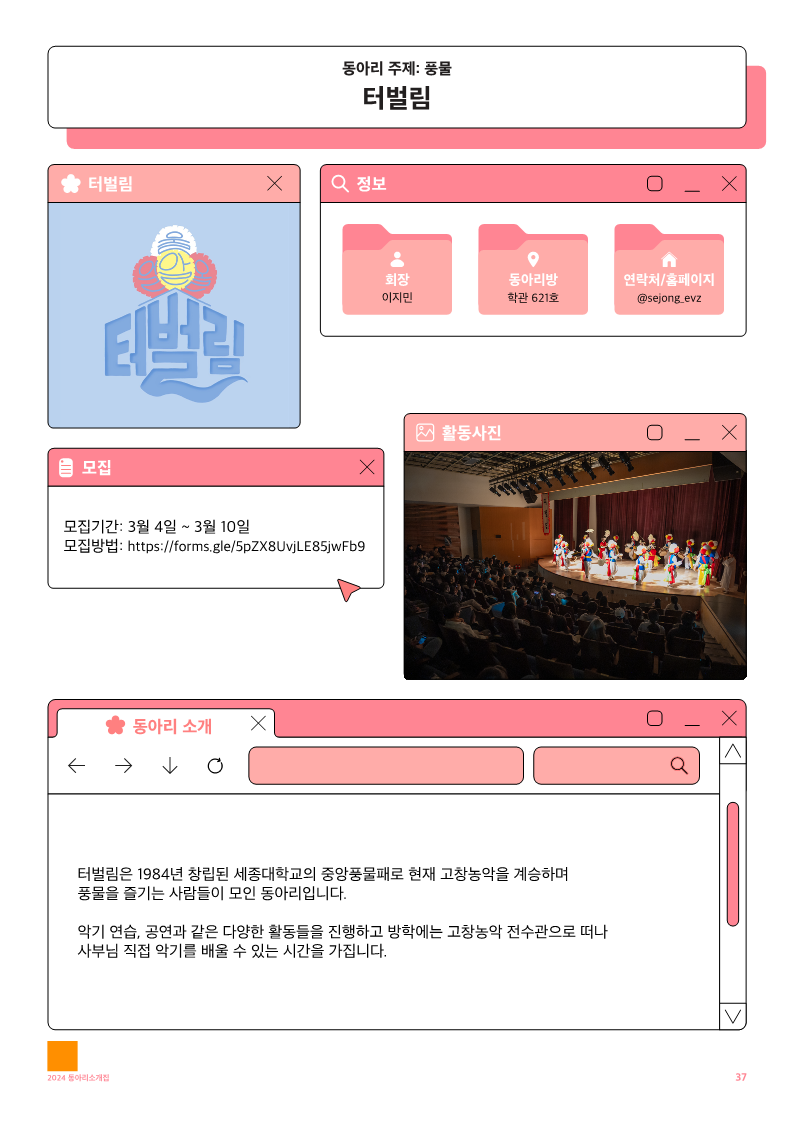 동아리 주제: 풍물
터벌림
터벌림
터벌림
정보
회장
이지민
동아리방
학관 621호
연락처/홈페이지
@sejong_evz
활동사진
모집
모집기간: 3월 4일 ~ 3월 10일
모집방법: https://forms.gle/5pZX8UvjLE85jwFb9
동아리 소개
터벌림은 1984년 창립된 세종대학교의 중앙풍물패로 현재 고창농악을 계승하며
풍물을 즐기는 사람들이 모인 동아리입니다.
악기 연습, 공연과 같은 다양한 활동들을 진행하고 방학에는 고창농악 전수관으로 떠나
사부님 직접 악기를 배울 수 있는 시간을 가집니다.
2024 동아리소개집
37